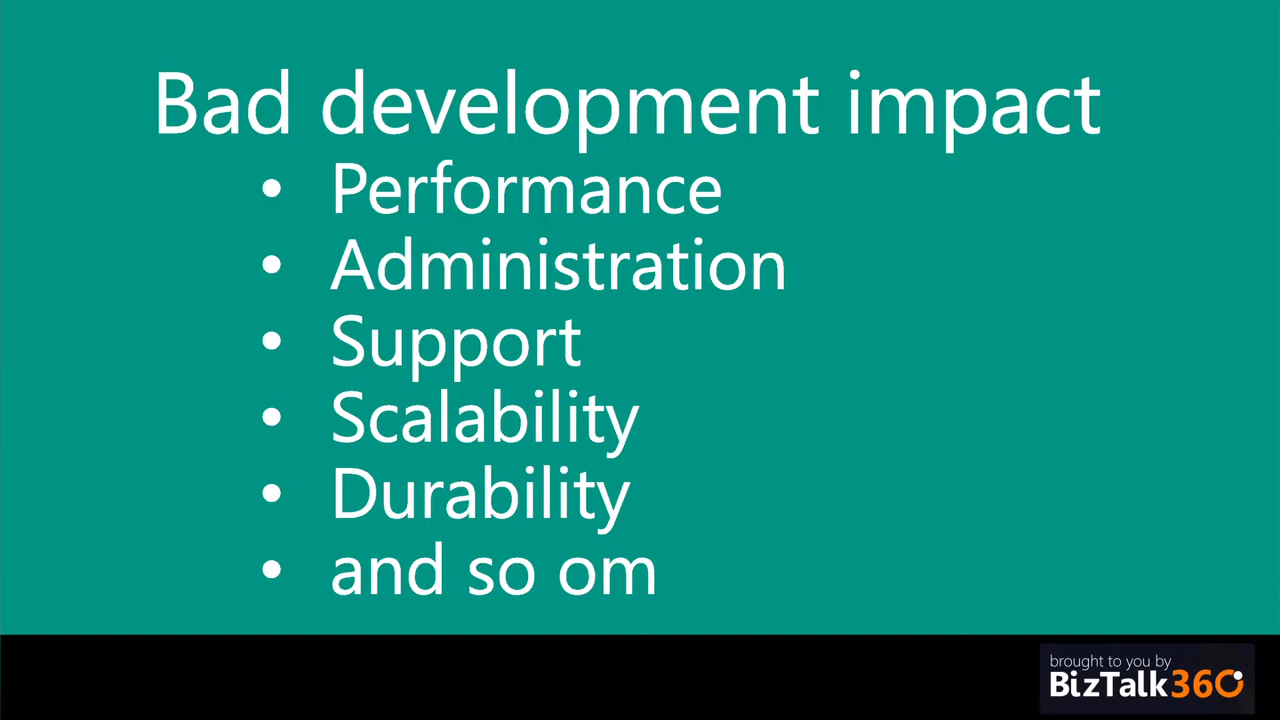 Bad development impact
• Performance
• Administration
• Support
• Scalability
• Durability
• and so om
brought to you by
BizTalk360